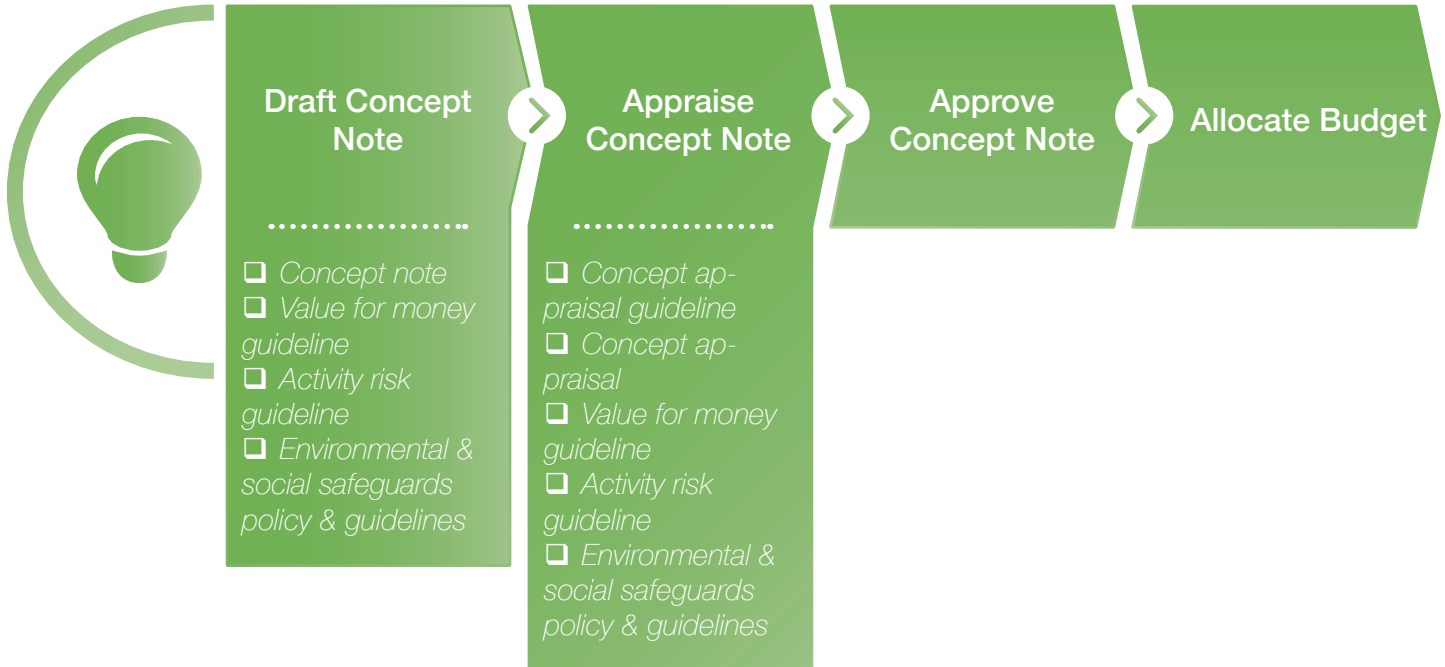 Draft Concept
Note
❑ Concept note
❑ Value for money
guideline
❑ Activity risk
guideline
❑ Environmental &
social safeguards
policy & guidelines
Appraise
Concept Note
❑ Concept ap-
praisal guideline
❑ Concept ap-
praisal
❑ Value for money
guideline
❑ Activity risk
guideline
❑ Environmental &
social safeguards
policy & guidelines
Approve
Concept Note
Allocate Budget